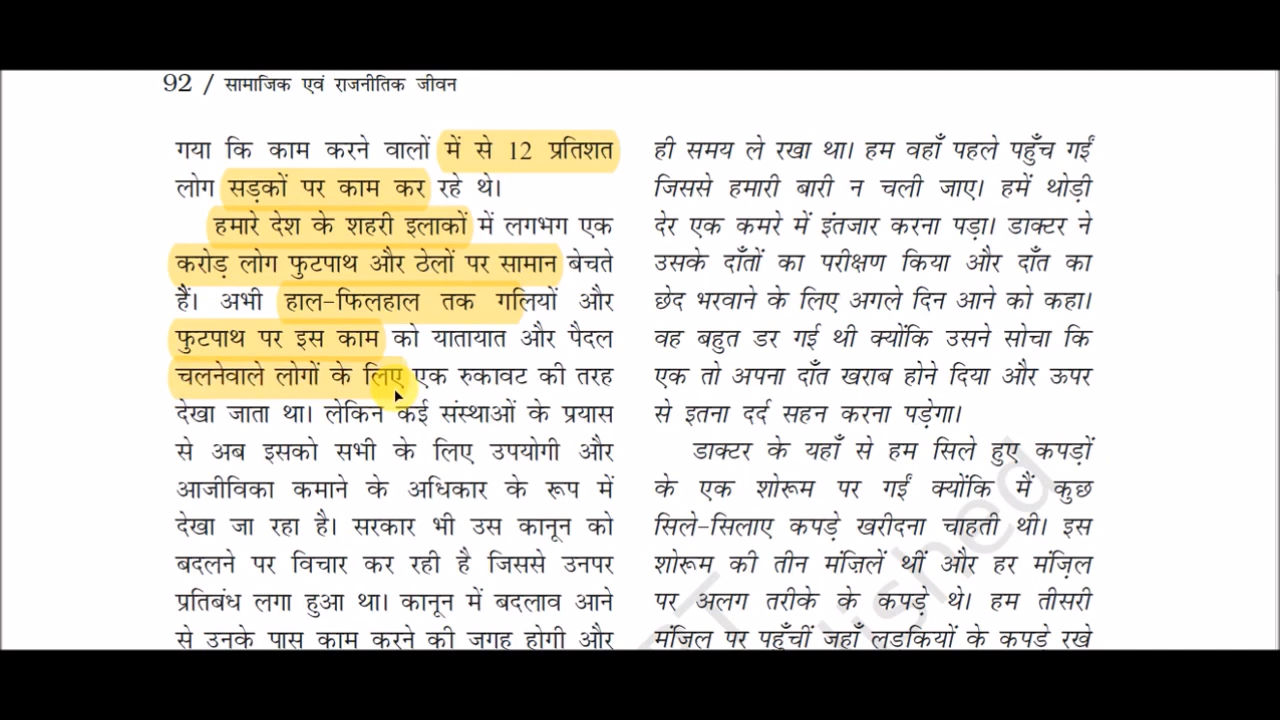 92 / सामाजिक एवं राजनीतिक जीवन
गया कि काम करने वालों में से 12 प्रतिशत
लोग सड़कों पर काम कर रहे थे।
हमारे देश के शहरी इलाकों में लगभग एक
करोड़ लोग फुटपाथ और ठेलों पर सामान बेचते
हैं। अभी हाल-फिलहाल तक गलियों और
फुटपाथ पर इस काम को यातायात और पैदल
चलनेवाले लोगों के लिए एक रुकावट की तरह
देखा जाता था। लेकिन कई संस्थाओं के प्रयास
से अब इसको सभी के लिए उपयोगी और
आजीविका कमाने के अधिकार के रूप में
देखा जा रहा है। सरकार भी उस कानून को
बदलने पर विचार कर रही है जिससे उनपर
प्रतिबंध लगा हुआ था। कानून में बदलाव आने
से उनके पास काम करने की जगह होगी और
ही समय ले रखा था। हम वहाँ पहले पहुँच गईं
जिससे हमारी बारी न चली जाए। हमें थोड़ी
देर एक कमरे में इंतजार करना पड़ा। डाक्टर ने
उसके दाँतों का परीक्षण किया और दाँत का
छेद भरवाने के लिए अगले दिन आने को कहा।
वह बहुत डर गई थी क्योंकि उसने सोचा कि
एक तो अपना दाँत खराब होने दिया और ऊपर
से इतना दर्द सहन करना पड़ेगा।
डाक्टर के यहाँ से हम सिले हुए कपड़ों
के एक शोरूम पर गईं क्योंकि मैं कुछ
सिले-सिलाए कपड़े खरीदना चाहती थी। इस
शोरूम की तीन मंज़िलें थीं और हर मंज़िल
पर अलग तरीके के कपड़े थे। हम तीसरी
मंज़िल पर पहुँचीं जहाँ लड़कियों के कपड़े रखे